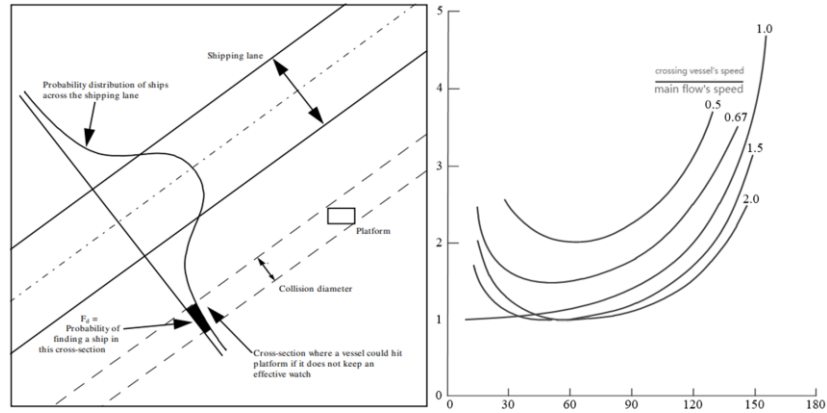 Shipping lane
Probability distribution of ships
across the shipping lane
Platform
Collision diameter
Fd =
Probability of
finding a ship in
this cross-section
Cross-section where a vessel could hit
platform if it does not keep an
effective watch
5
4
3
2
1
0
0
30
60
90
120
150
180
crossing vessel's speed
main flow's speed
0.5
0.67
1.0
1.5
2.0